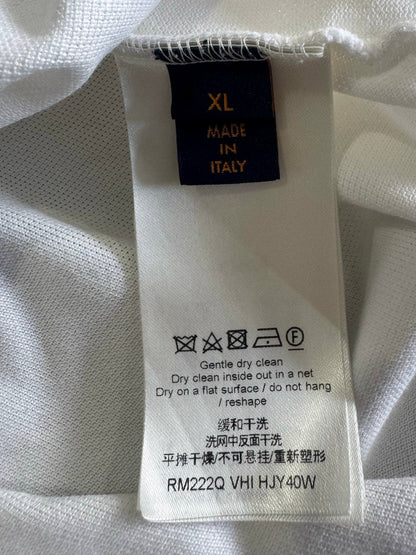 XL
MADE
IN
ITALY
F
Gentle dry clean
Dry clean inside out in a net
Dry on a flat surface / do not hang
/ reshape
缓和干洗
洗网中反面干洗
平摊干燥/不可悬挂/重新塑形
RM222Q VHI HJY40W